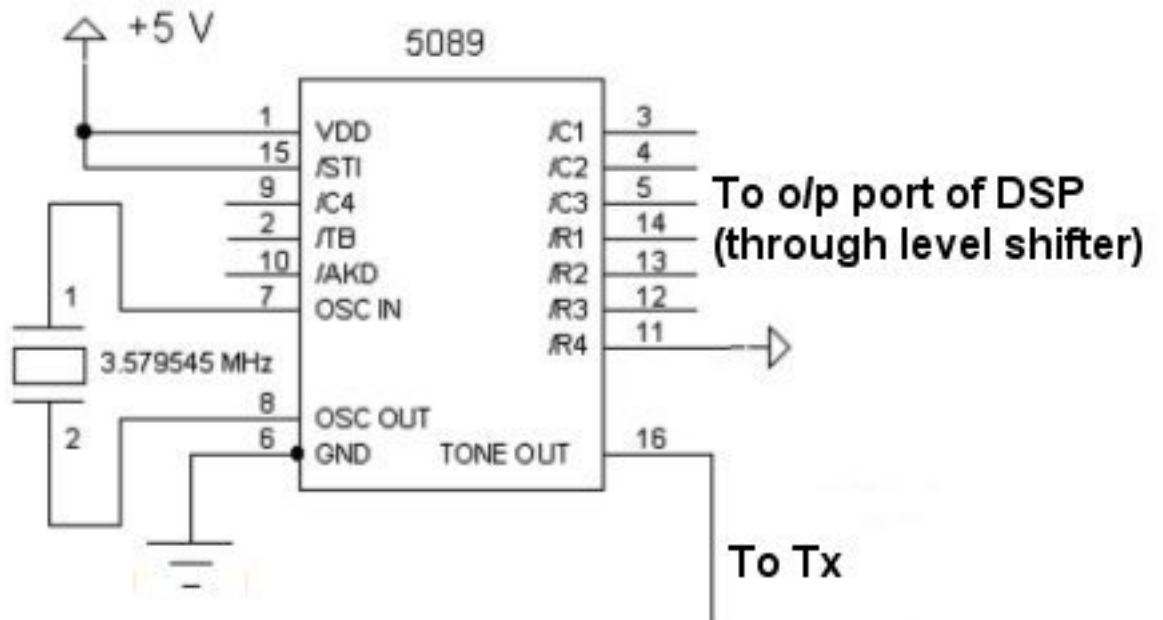 +5 V
5089
1
VDD
15
/STI
9
/C4
2
/TB
10
/AKD
7
OSC IN
8
OSC OUT
6
GND
1
3.579545 MHz
2
/C1
3
/C2
4
/C3
5
/R1
14
/R2
13
/R3
12
/R4
11
TONE OUT
16
To o/p port of DSP
(through level shifter)
To Tx